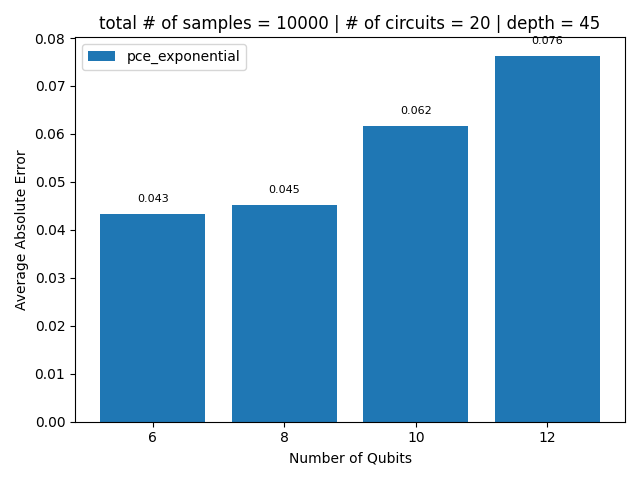 total # of samples = 10000 | # of circuits = 20 | depth = 45
pce_exponential
0.08
0.07
0.06
0.05
0.04
0.03
0.02
0.01
0.00
Average Absolute Error
0.043
0.045
0.062
0.076
6 8 10 12
Number of Qubits